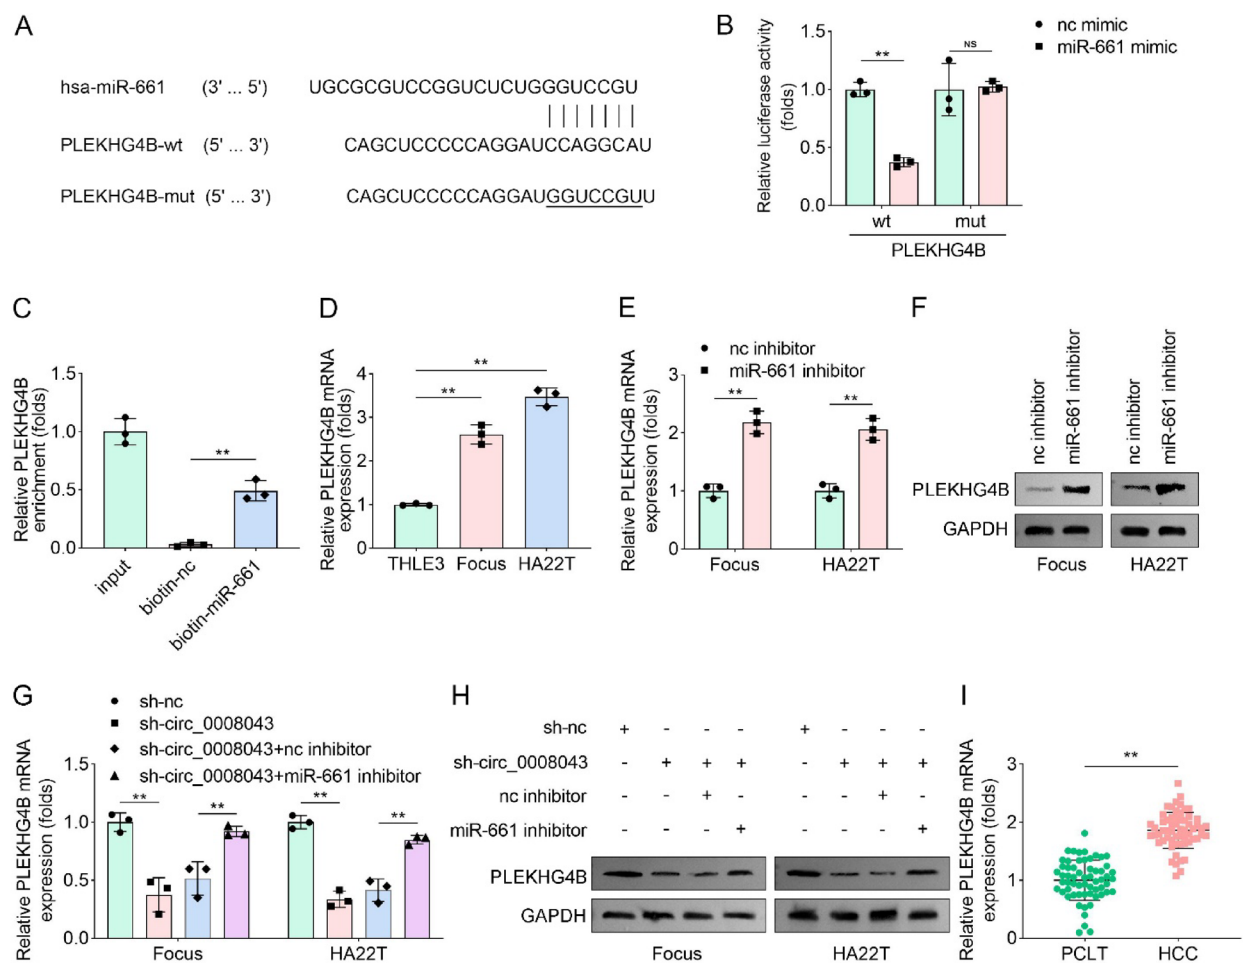 A
hsa-miR-661 (3' ... 5') UGCGCGUCCGGUCUCUGGGUCCGU
PLEKHG4B-wt (5' ... 3') CAGCUCCCCCAGGAUCCAGGCAU
PLEKHG4B-mut (5' ... 3') CAGCUCCCCCAGGAUGGUCCGUU
B
nc mimic
miR-661 mimic
Relative luciferase activity
(folds)
1.5
1.0
0.5
0.0
**
NS
wt mut
PLEKHG4B
C
Relative PLEKHG4B
enrichment (folds)
1.5
1.0
0.5
0.0
**
input
biotin-nc
biotin-miR-661
D
Relative PLEKHG4B mRNA
expression (folds)
4
3
2
1
0
**
**
THLE3 Focus HA22T
E
nc inhibitor
miR-661 inhibitor
Relative PLEKHG4B mRNA
expression (folds)
3
2
1
0
** **
Focus HA22T
F
nc inhibitor
miR-661 inhibitor
nc inhibitor
miR-661 inhibitor
PLEKHG4B
GAPDH
Focus HA22T
G
sh-nc
sh-circ_0008043
sh-circ_0008043+nc inhibitor
sh-circ_0008043+miR-661 inhibitor
Relative PLEKHG4B mRNA
expression (folds)
1.5
1.0
0.5
0.0
** ** ** **
Focus HA22T
H
sh-nc + - - - + - - -
sh-circ_0008043 - + + + - + + +
nc inhibitor - - + - - - + -
miR-661 inhibitor - - - + - - - +
PLEKHG4B
GAPDH
Focus HA22T
I
Relative PLEKHG4B mRNA
expression (folds)
3
2
1
0
**
PCLT HCC